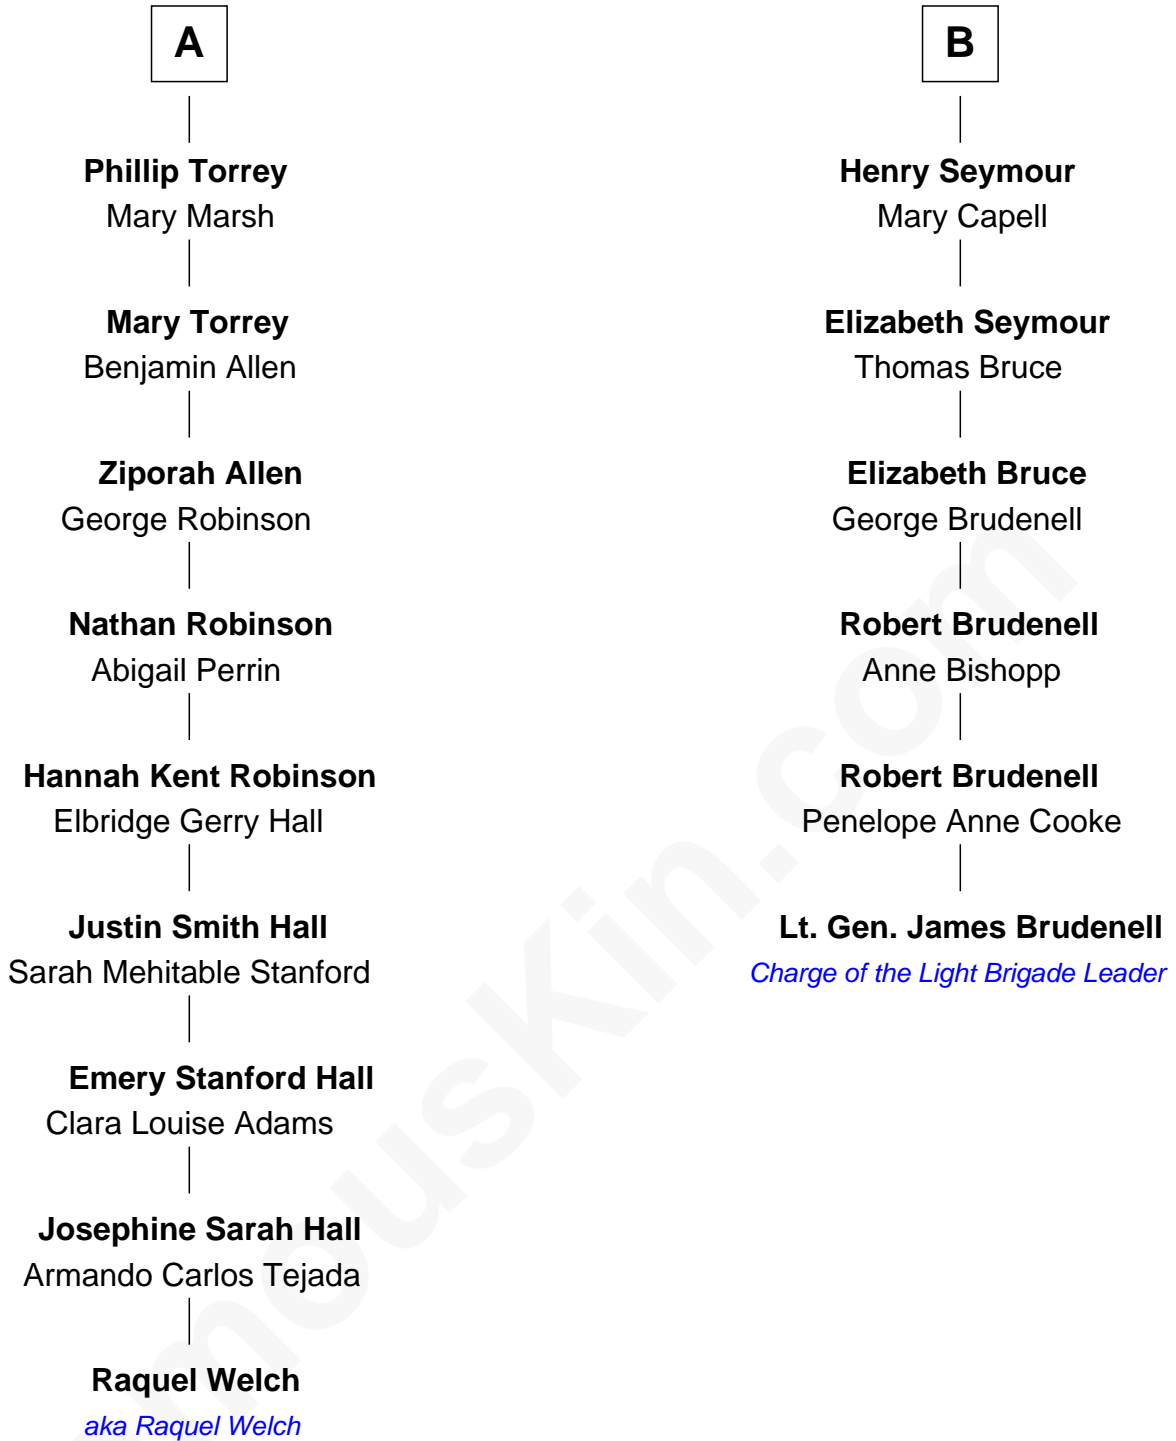 A
Phillip Torrey
Mary Marsh
Mary Torrey
Benjamin Allen
Ziporah Allen
George Robinson
Nathan Robinson
Abigail Perrin
Hannah Kent Robinson
Elbridge Gerry Hall
Justin Smith Hall
Sarah Mehitable Stanford
Emery Stanford Hall
Clara Louise Adams
Josephine Sarah Hall
Armando Carlos Tejada
Raquel Welch
aka Raquel Welch
B
Henry Seymour
Mary Capell
Elizabeth Seymour
Thomas Bruce
Elizabeth Bruce
George Brudenell
Robert Brudenell
Anne Bishopp
Robert Brudenell
Penelope Anne Cooke
Lt. Gen. James Brudenell
Charge of the Light Brigade Leader
mousKin.com